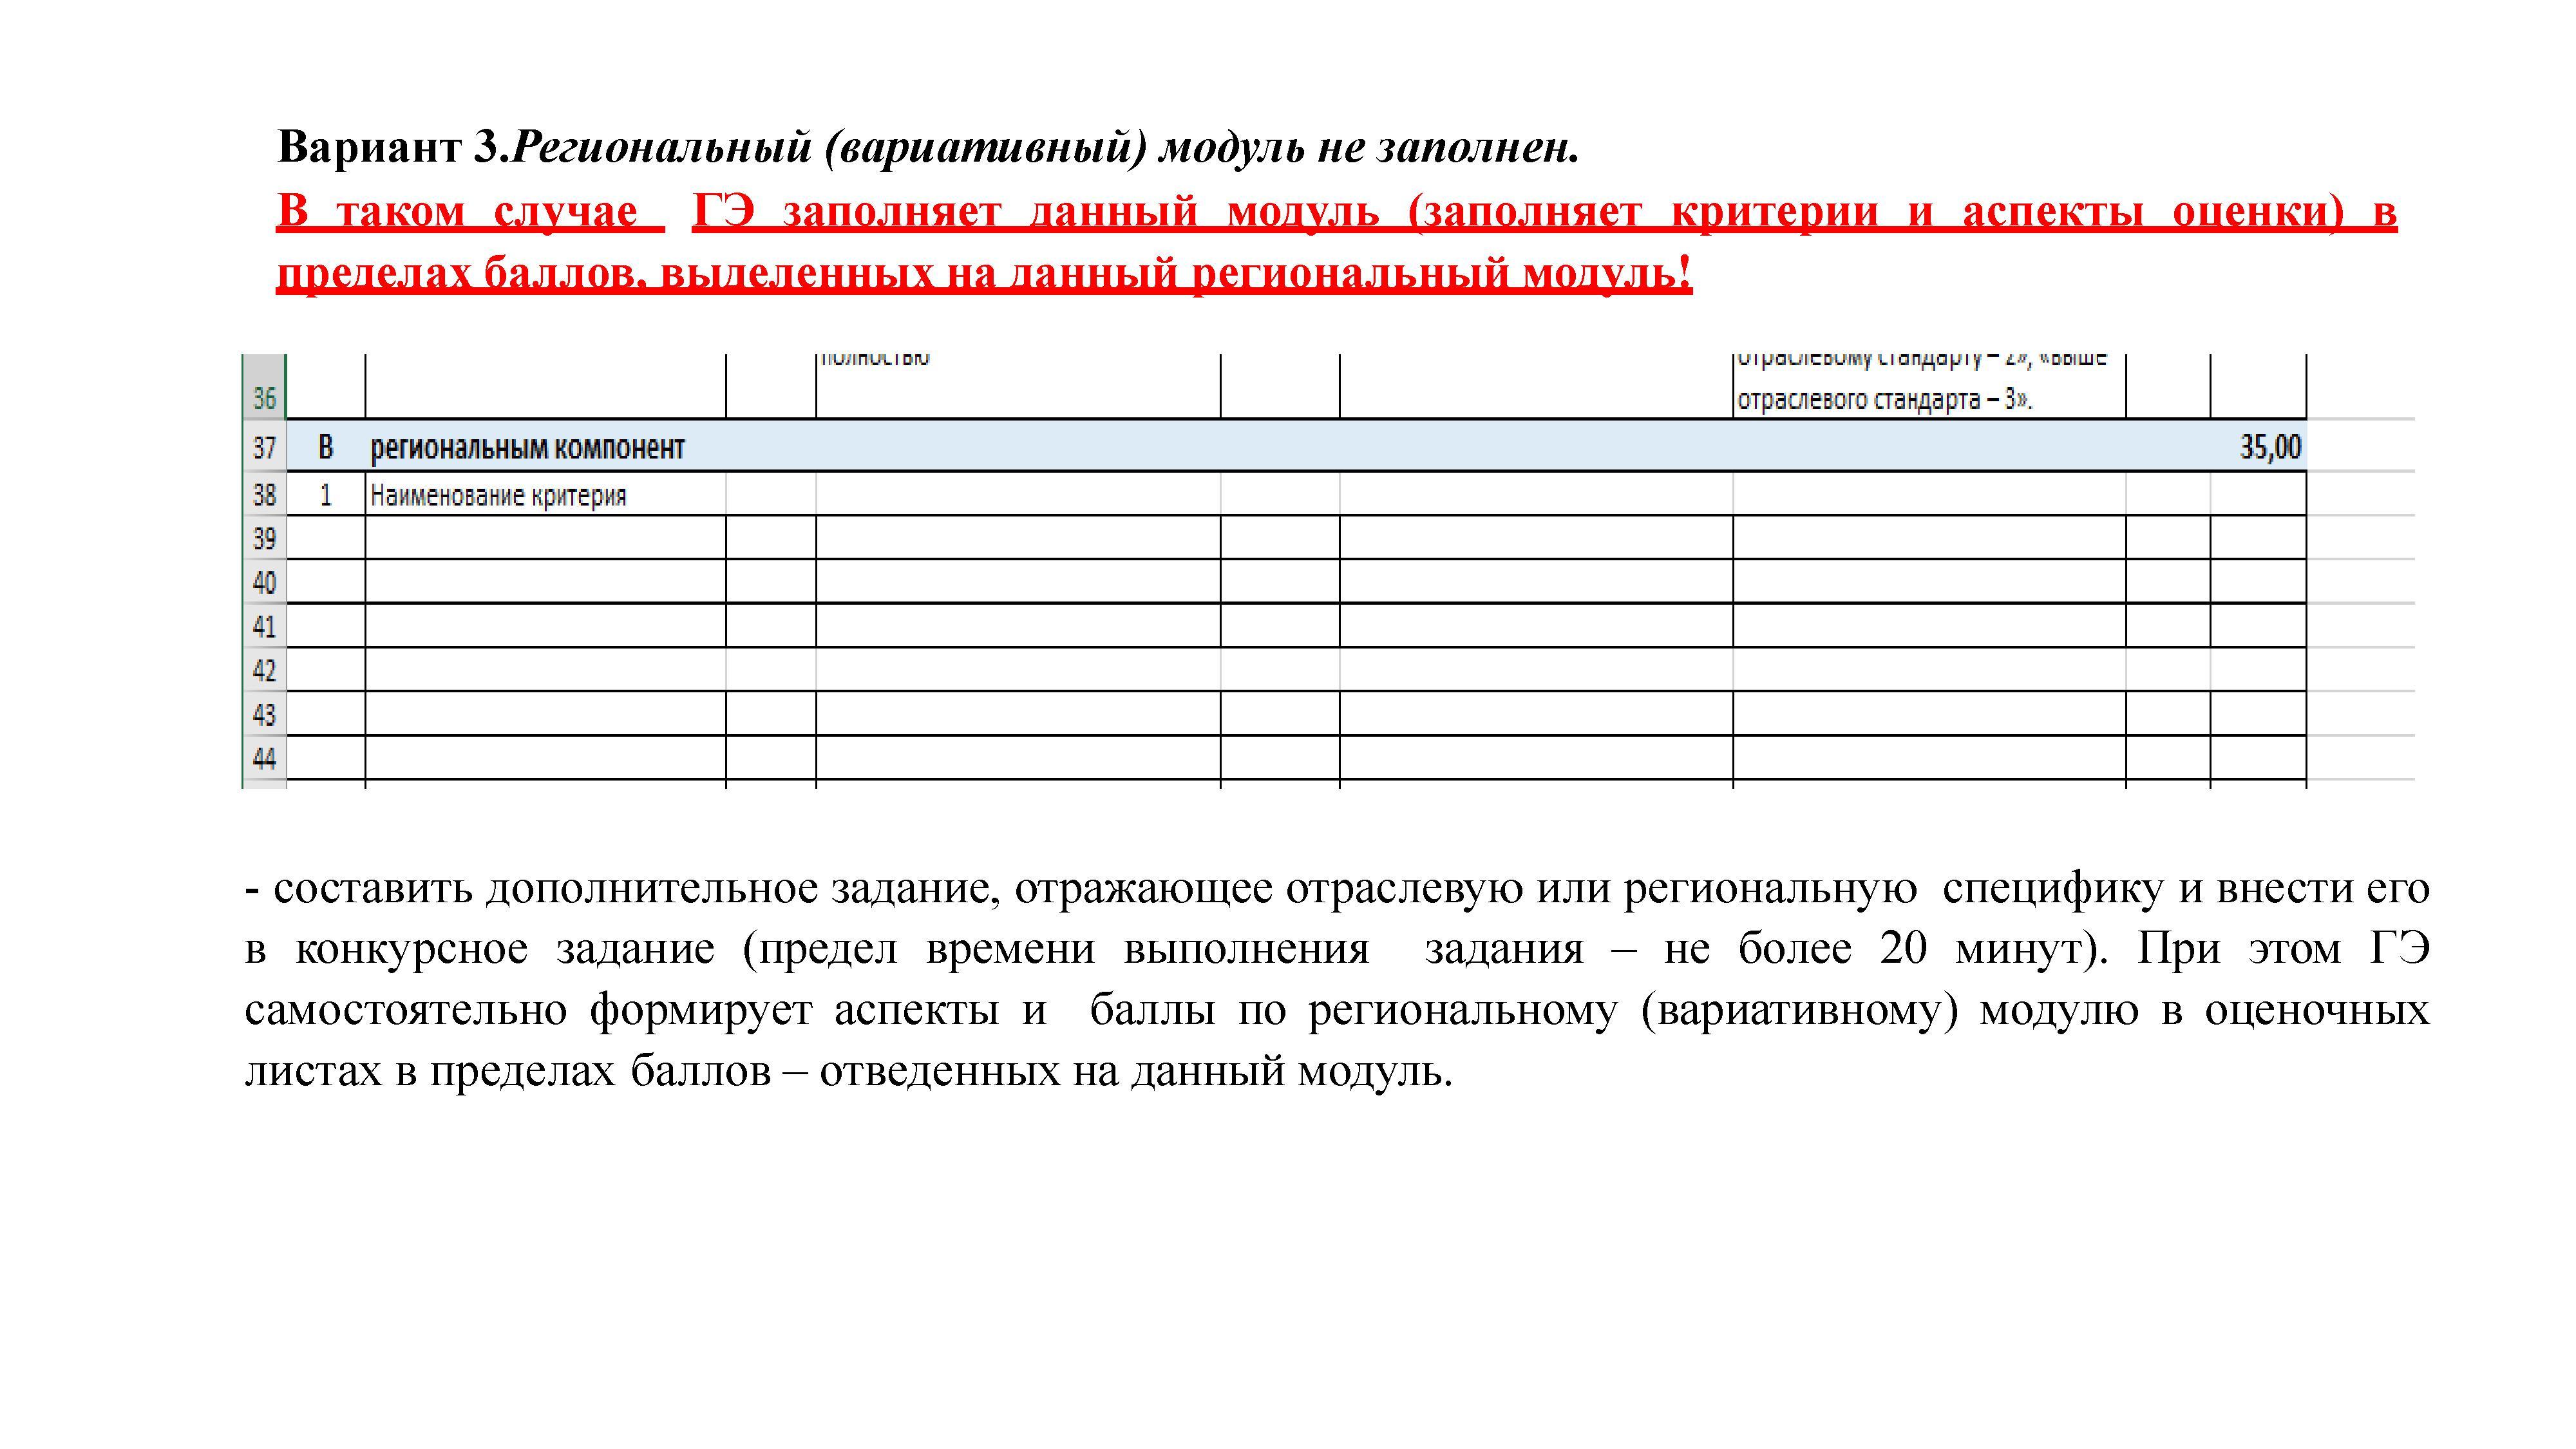 Вариант 3.Региональный (вариативный) модуль не заполнен.
В таком случае ГЭ заполняет данный модуль (заполняет критерии и аспекты оценки) в
пределах баллов, выделенных на данный региональный модуль!
полностью
отраслевому стандарту – 2», «выше
36 отраслевого стандарта – 3».
37 В региональным компонент 35,00
38 1 Наименование критерия
39
40
41
42
43
44
- составить дополнительное задание, отражающее отраслевую или региональную специфику и внести его
в конкурсное задание (предел времени выполнения задания – не более 20 минут). При этом ГЭ
самостоятельно формирует аспекты и баллы по региональному (вариативному) модулю в оценочных
листах в пределах баллов – отведенных на данный модуль.